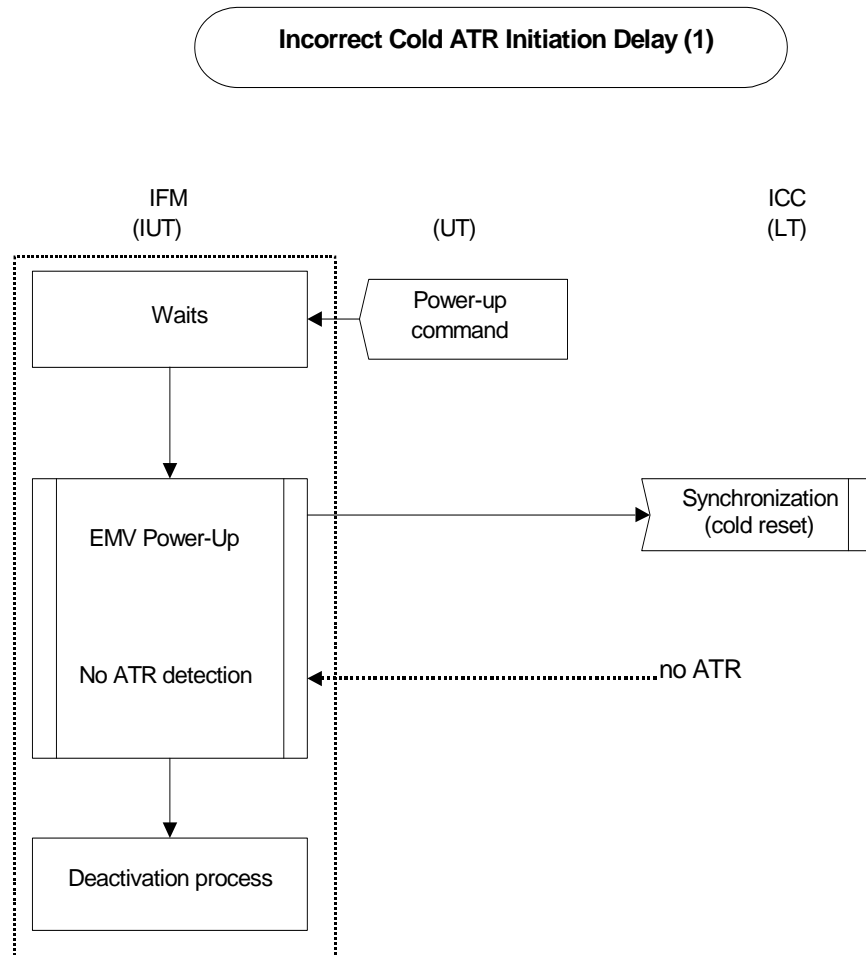 Incorrect Cold ATR Initiation Delay (1)
IFM
(IUT)
(UT)
ICC
(LT)
Waits
Power-up
command
EMV Power-Up
Synchronization
(cold reset)
No ATR detection
no ATR
Deactivation process